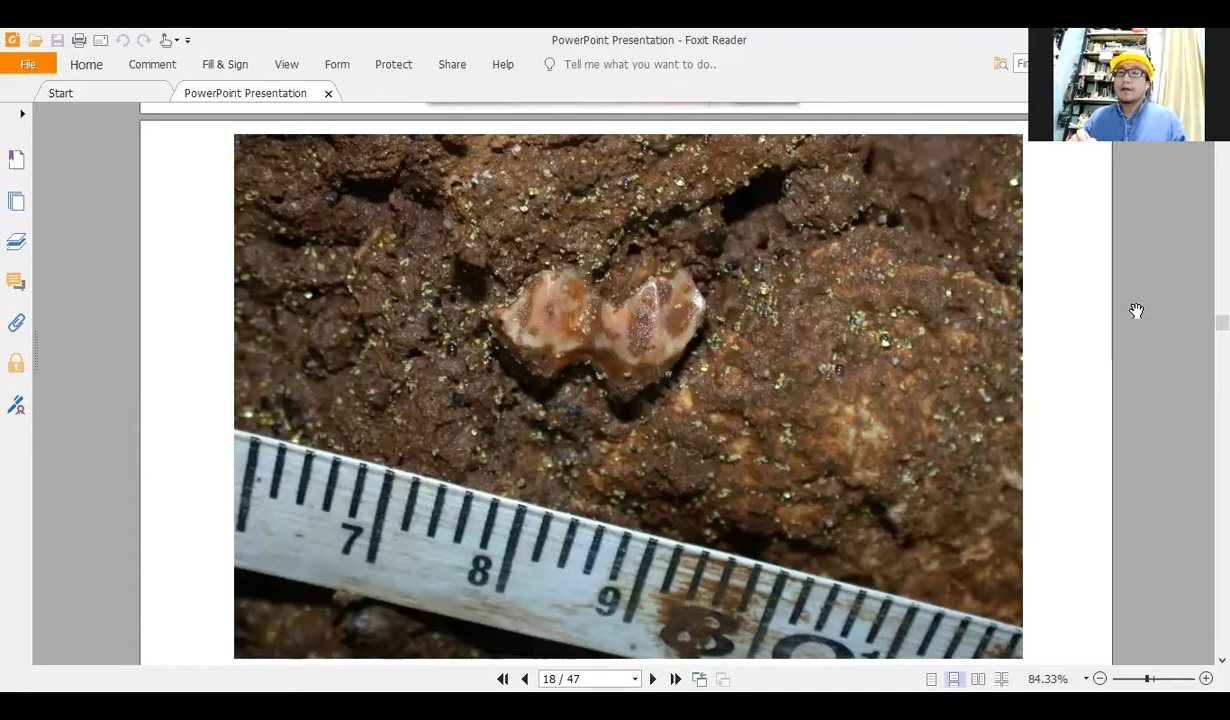 PowerPoint Presentation - Foxit Reader
File Home Comment Fill & Sign View Form Protect Share Help Tell me what you want to do..
Start PowerPoint Presentation
7
8
9
18 / 47
84.33%